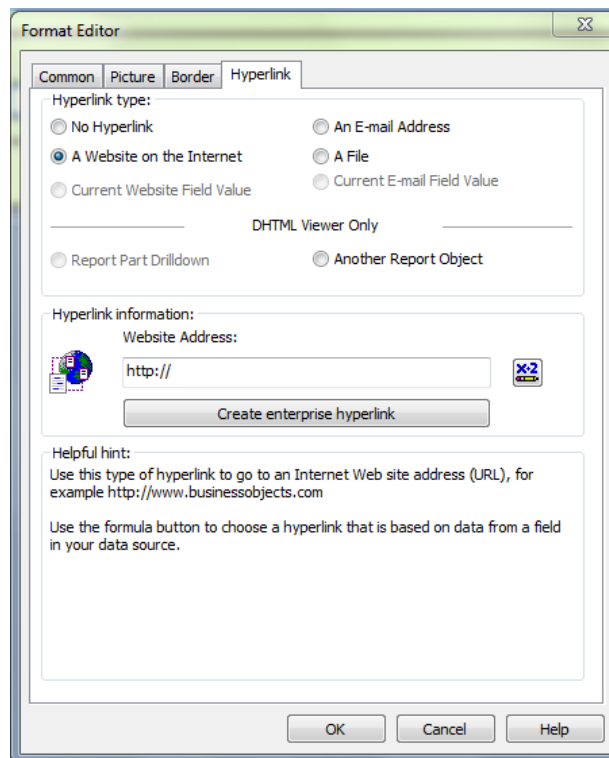 Format Editor
Common Picture Border Hyperlink
Hyperlink type:
No Hyperlink
An E-mail Address
A Website on the Internet
A File
Current Website Field Value
Current E-mail Field Value
DHTML Viewer Only
Report Part Drilldown
Another Report Object
Hyperlink information:
Website Address:
http://
X+2
Create enterprise hyperlink
Helpful hint:
Use this type of hyperlink to go to an Internet Web site address (URL), for
example http://www.businessobjects.com
Use the formula button to choose a hyperlink that is based on data from a field
in your data source.
OK Cancel Help